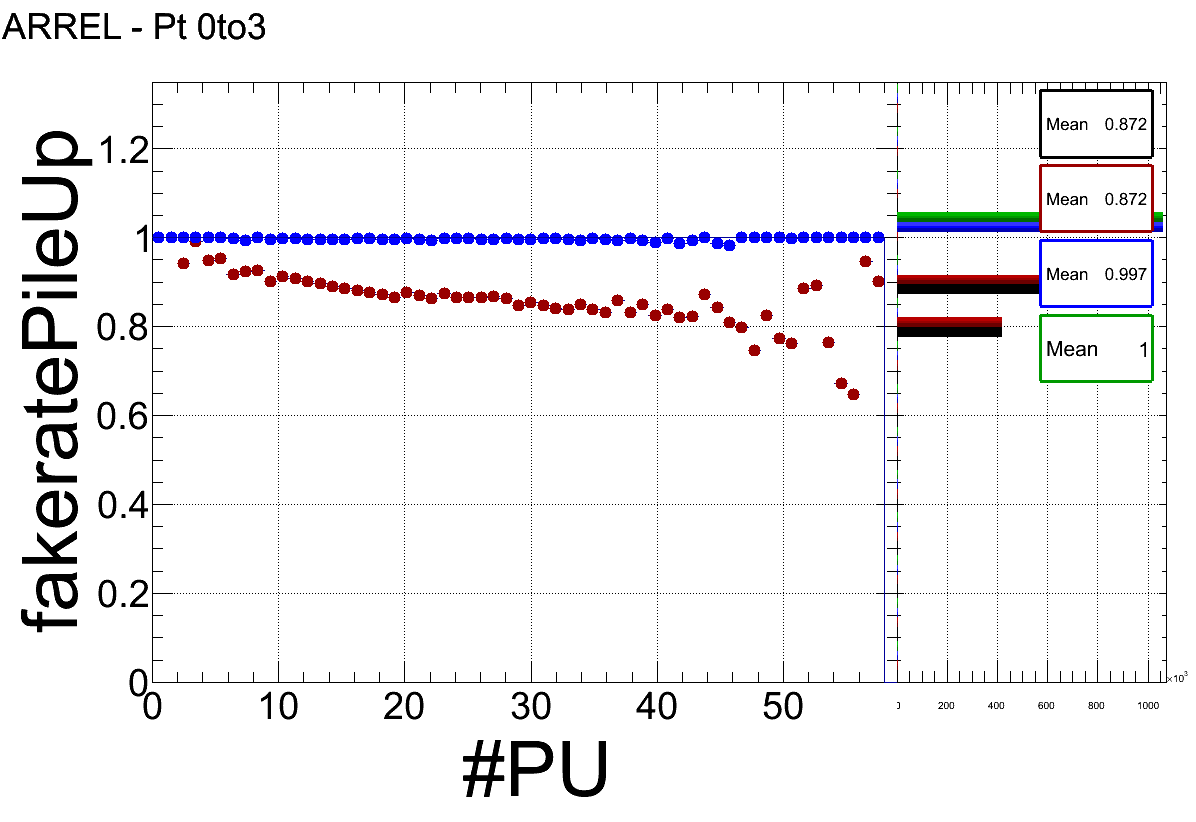 ARREL - Pt 0to3
fakeratePileUp
1.2
1
0.8
0.6
0.4
0.2
0
0 10 20 30 40 50
#PU
Mean 0.872
Mean 0.872
Mean 0.997
Mean 1
×10³
200 400 600 800 1000